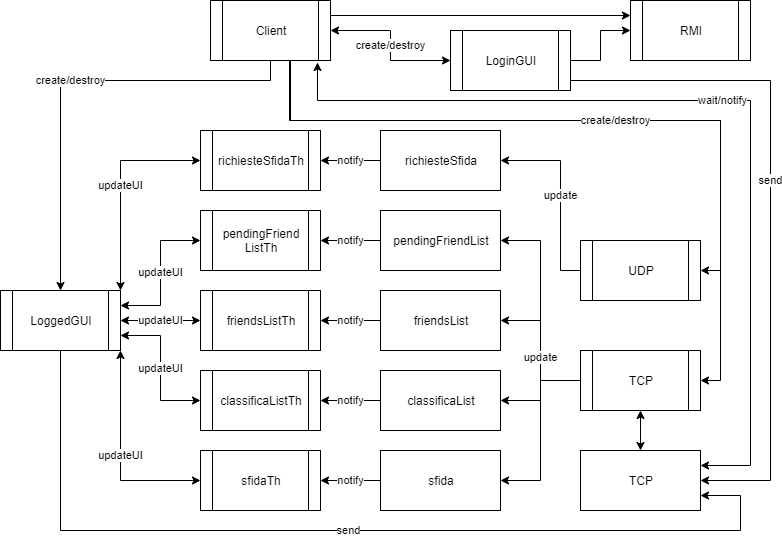 Client
RMI
create/destroy
LoginGUI
create/destroy
wait/notify
create/destroy
richiesteSfidaTh
notify
richiesteSfida
send
updateUI
update
pendingFriend
ListTh
notify
pendingFriendList
updateUI
UDP
LoggedGUI
updateUI
friendsListTh
notify
friendsList
update
updateUI
TCP
classificaListTh
notify
classificaList
updateUI
sfidaTh
notify
sfida
TCP
send